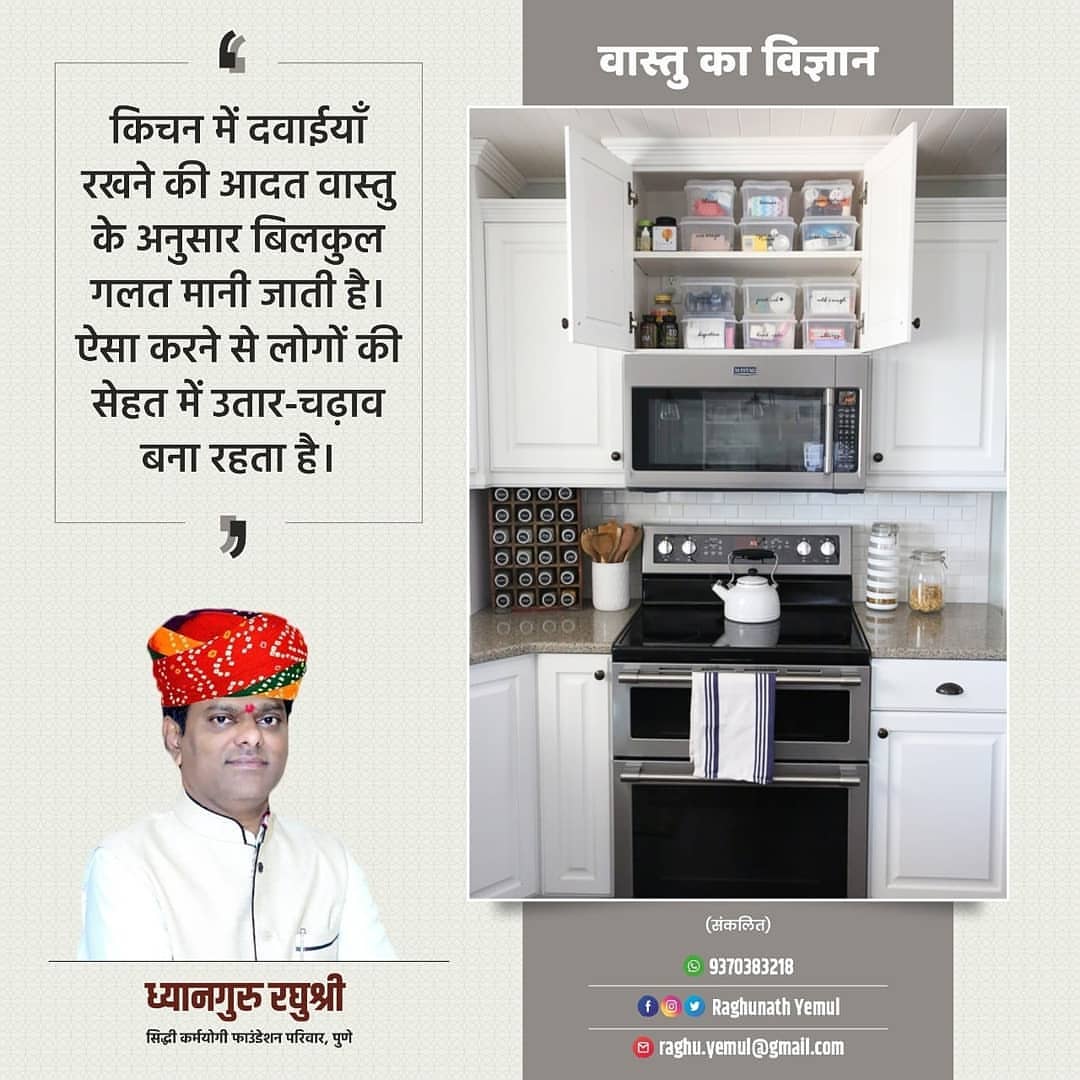 वास्तु का विज्ञान
किचन में दवाईयाँ
रखने की आदत वास्तु
के अनुसार बिलकुल
गलत मानी जाती है।
ऐसा करने से लोगों की
सेहत में उतार-चढ़ाव
बना रहता है।
MAYTAG
ध्यानगुरु रघुश्री
सिद्धी कर्मयोगी फाउंडेशन परिवार, पुणे
(संकलित)
9370383218
Raghunath Yemul
raghu.yemul@gmail.com